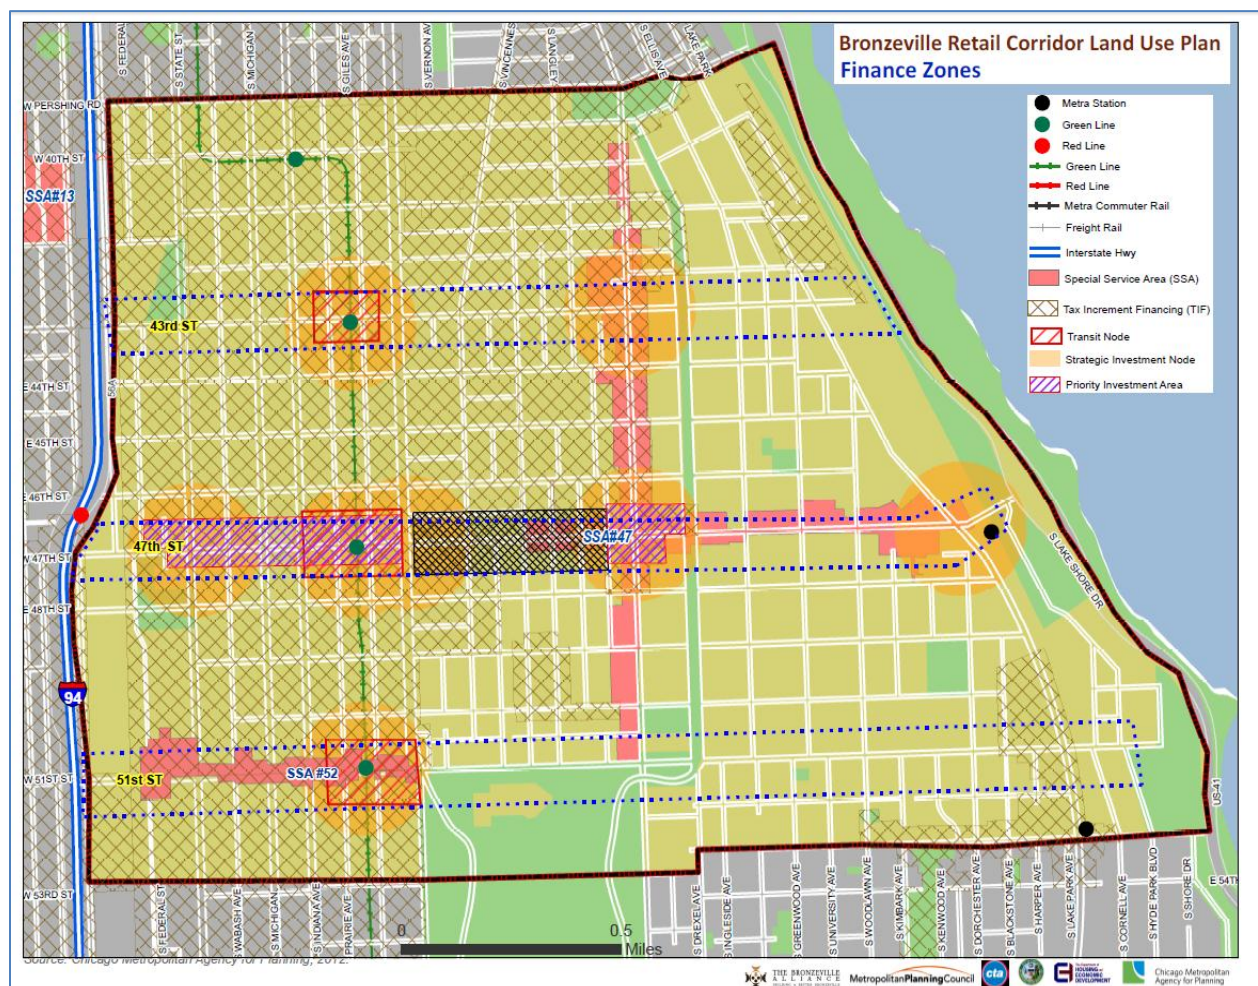 Bronzeville Retail Corridor Land Use Plan
Finance Zones
Metra Station
Green Line
Red Line
Green Line
Red Line
Metra Commuter Rail
Freight Rail
Interstate Hwy
Special Service Area (SSA)
Tax Increment Financing (TIF)
Transit Node
Strategic Investment Node
Priority Investment Area
S FEDERAL
S STATE ST
S MICHIGAN
S GILES AVE
S VERNON AV
S VINCENNES
S LANGLEY
S ELLIS AVE
LAKE PARK
W PERSHING RD
W 40TH ST
SSA#13
43rd ST
E 44TH ST
56A
E 45TH ST
E 46TH ST
47th ST
W 47TH ST
SSA#47
E 48TH ST
S LAKE SHORE DR
94
51st ST
W 51ST ST
SSA #52
US-41
W 53RD ST
E 54TH
S FEDERAL ST
S WABASH AVE
S MICHIGAN
S INDIANA AVE
PRAIRIE AVE
S DREXEL AVE
S INGLESIDE AVE
S GREENWOOD AVE
S UNIVERSITY AVE
S WOODLAWN AVE
S KIMBARK AVE
S KENWOOD AVE
S DORCHESTER AVE
S BLACKSTONE AVE
S HARPER AVE
S LAKE PARK AVE
S CORNELL AVE
S HYDE PARK BLVD
S SHORE DR
0 0.5
Miles
Source: Chicago Metropolitan Agency for Planning, 2012.
THE BRONZEVILLE
ALLIANCE
MetropolitanPlanningCouncil
cta
HOUSING
ECONOMIC
DEVELOPMENT
Chicago Metropolitan
Agency for Planning